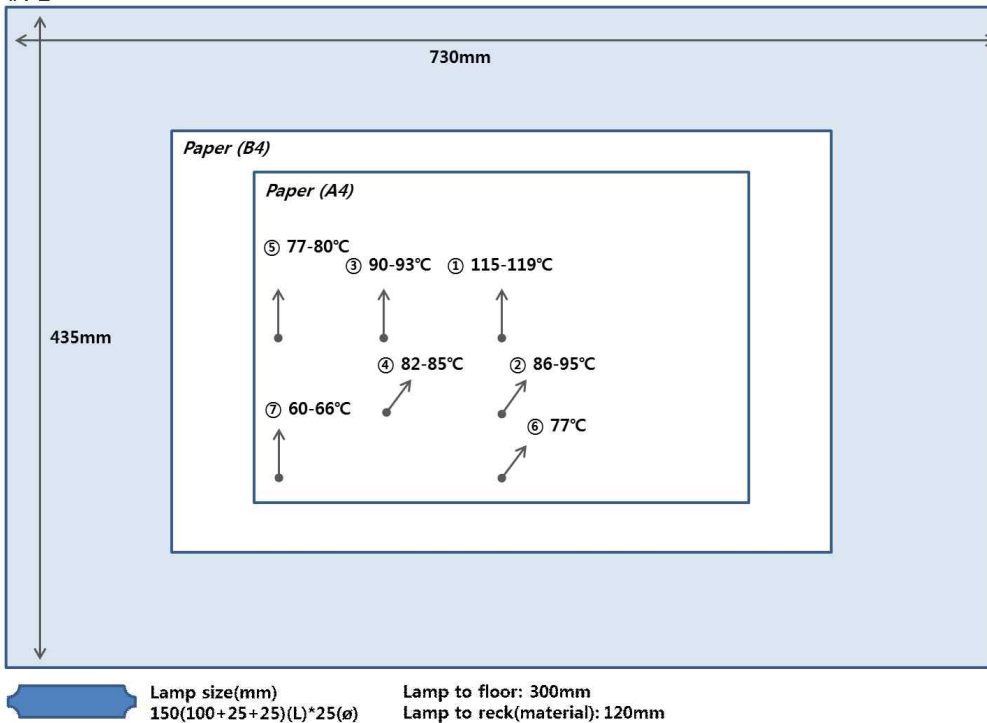 730mm
Paper (B4)
Paper (A4)
⑤ 77-80℃
③ 90-93℃ ① 115-119℃
435mm
④ 82-85℃ ② 86-95℃
⑦ 60-66℃
⑥ 77℃
Lamp size(mm) Lamp to floor: 300mm
150(100+25+25)(L)*25(ø) Lamp to reck(material): 120mm